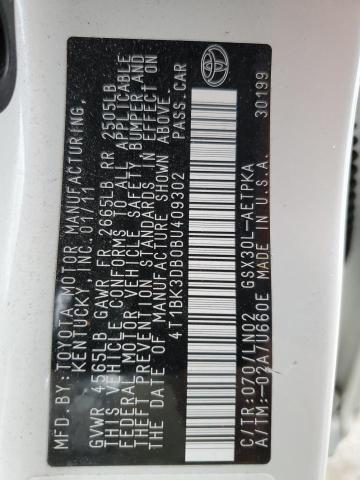 MFD.BY:TOYOTA MOTOR MANUFACTURING,
KENTUCKY, INC.01/11
GVWR 4565LB GAWR FR 2665LB RR 2505LB
THIS VEHICLE CONFORMS TO ALL APPLICABLE
FEDERAL MOTOR VEHICLE SAFETY, BUMPER AND
THEFT PREVENTION STANDARDS IN EFFECT ON
THE DATE OF MANUFACTURE SHOWN ABOVE.
4T1BK3DB0BU409302 PASS.CAR
C/TR:070/LN02 GSX30L-AETPKA
A/TM:-02A/U66OE MADE IN U.S.A. 30199